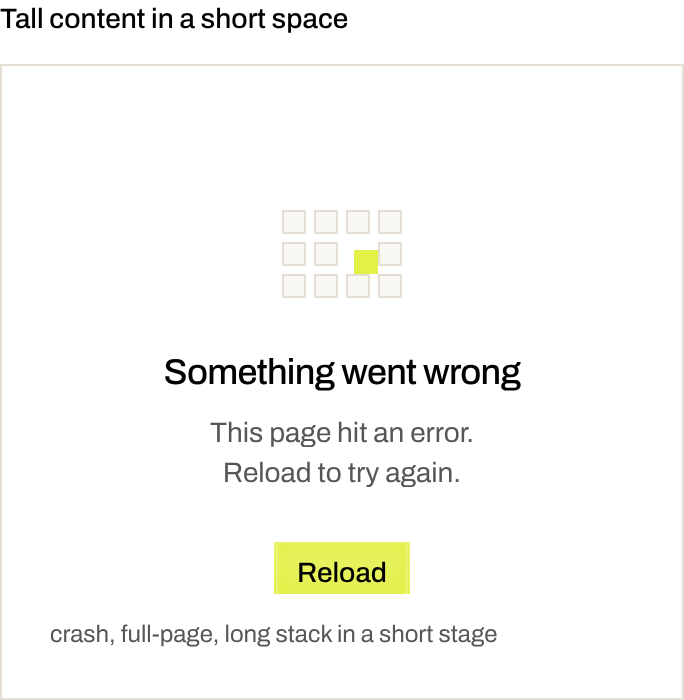 Tall content in a short space
Something went wrong
This page hit an error.
Reload to try again.
Reload
crash, full-page, long stack in a short stage